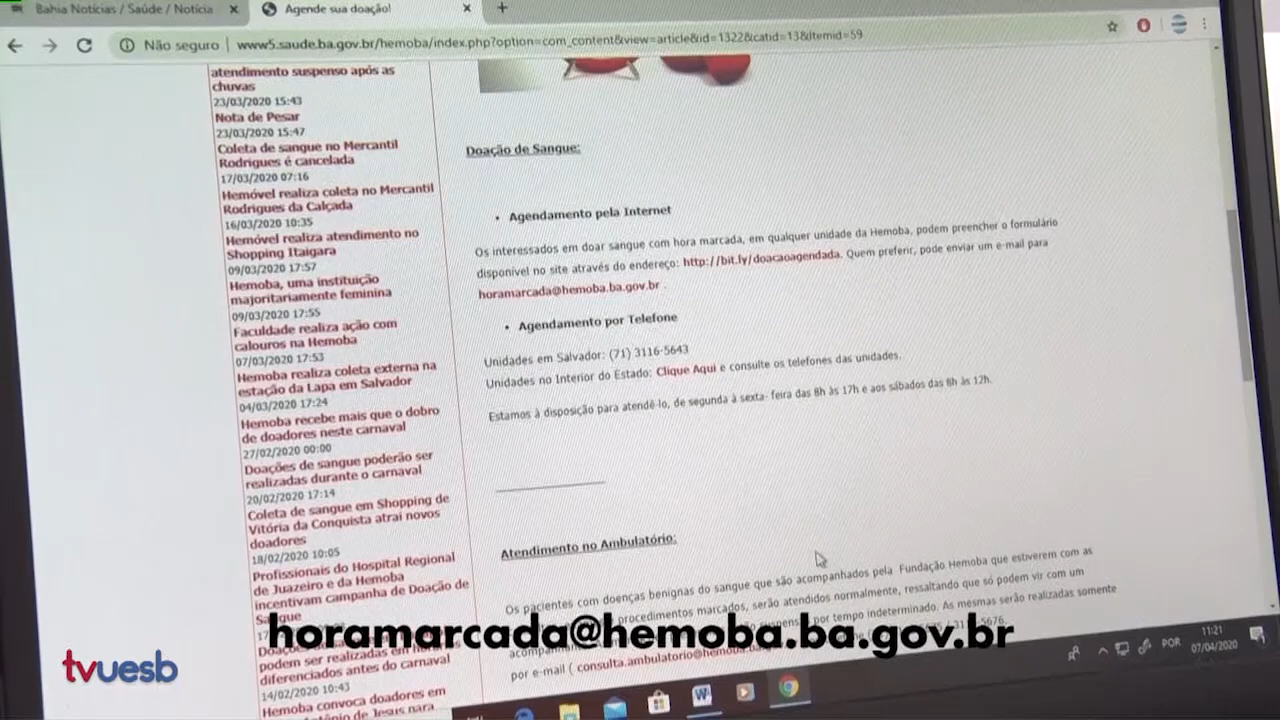 Bahia Notícias / Saúde / Notícia
Agende sua doação!
Não seguro | www5.saude.ba.gov.br/hemoba/index.php?option=com_content&view=article&id=1322&catid=13&Itemid=59
atendimento suspenso após as
chuvas
23/03/2020 15:43
Nota de Pesar
23/03/2020 15:47
Coleta de sangue no Mercantil
Rodrigues é cancelada
17/03/2020 07:16
Hemóvel realiza coleta no Mercantil
Rodrigues da Calçada
16/03/2020 10:35
Hemóvel realiza atendimento no
Shopping Itaigara
09/03/2020 17:57
Hemoba, uma instituição
majoritariamente feminina
09/03/2020 17:55
Faculdade realiza ação com
calouros na Hemoba
07/03/2020 17:53
Hemoba realiza coleta externa na
estação da Lapa em Salvador
04/03/2020 17:24
Hemoba recebe mais que o dobro
de doadores neste carnaval
27/02/2020 00:00
Doações de sangue poderão ser
realizadas durante o carnaval
20/02/2020 17:14
Coleta de sangue em Shopping de
Vitória da Conquista atrai novos
doadores
18/02/2020 10:05
Profissionais do Hospital Regional
de Juazeiro e da Hemoba
incentivam campanha de Doação de
Sangue
podem ser realizadas em
diferenciados antes do carnaval
14/02/2020 10:43
Hemoba convoca doadores em
de Jesus para
Doação de Sangue:
• Agendamento pela Internet
Os interessados em doar sangue com hora marcada, em qualquer unidade da Hemoba, podem preencher o formulário
disponível no site através do endereço: http://bit.ly/doacaoagendada. Quem preferir, pode enviar um e-mail para
horamarcada@hemoba.ba.gov.br .
• Agendamento por Telefone
Unidades em Salvador: (71) 3116-5643
Unidades no Interior do Estado: Clique Aqui e consulte os telefones das unidades.
Estamos à disposição para atendê-lo, de segunda à sexta- feira das 8h às 17h e aos sábados das 8h às 12h.
Atendimento no Ambulatório:
Os pacientes com doenças benignas do sangue que são acompanhados pela Fundação Hemoba que estiverem com as
procedimentos marcados, serão atendidos normalmente, ressaltando que só podem vir com um
por tempo indeterminado. As mesmas serão realizadas somente
por e-mail ( consulta.ambulatorio@hemoba.ba
horamarcada@hemoba.ba.gov.br
tvuesb
POR
11:21
07/04/2020